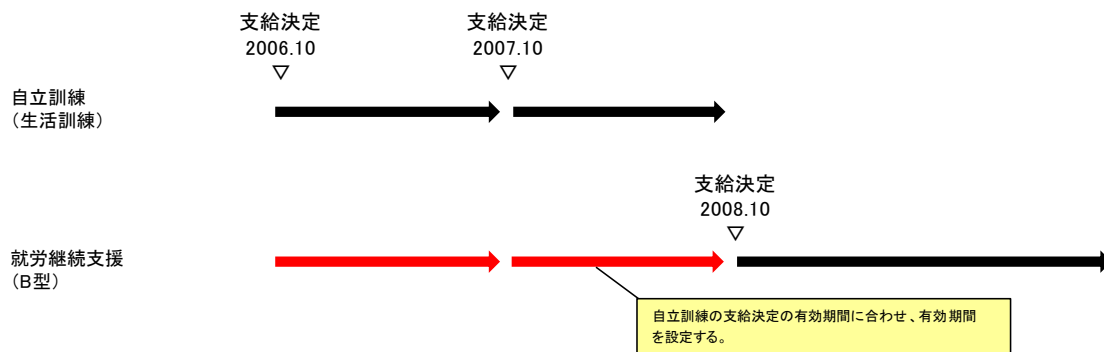 支給決定
2006.10
▽
支給決定
2007.10
▽
自立訓練
（生活訓練）
支給決定
2008.10
▽
就労継続支援
（B型）
自立訓練の支給決定の有効期間に合わせ、有効期間
を設定する。